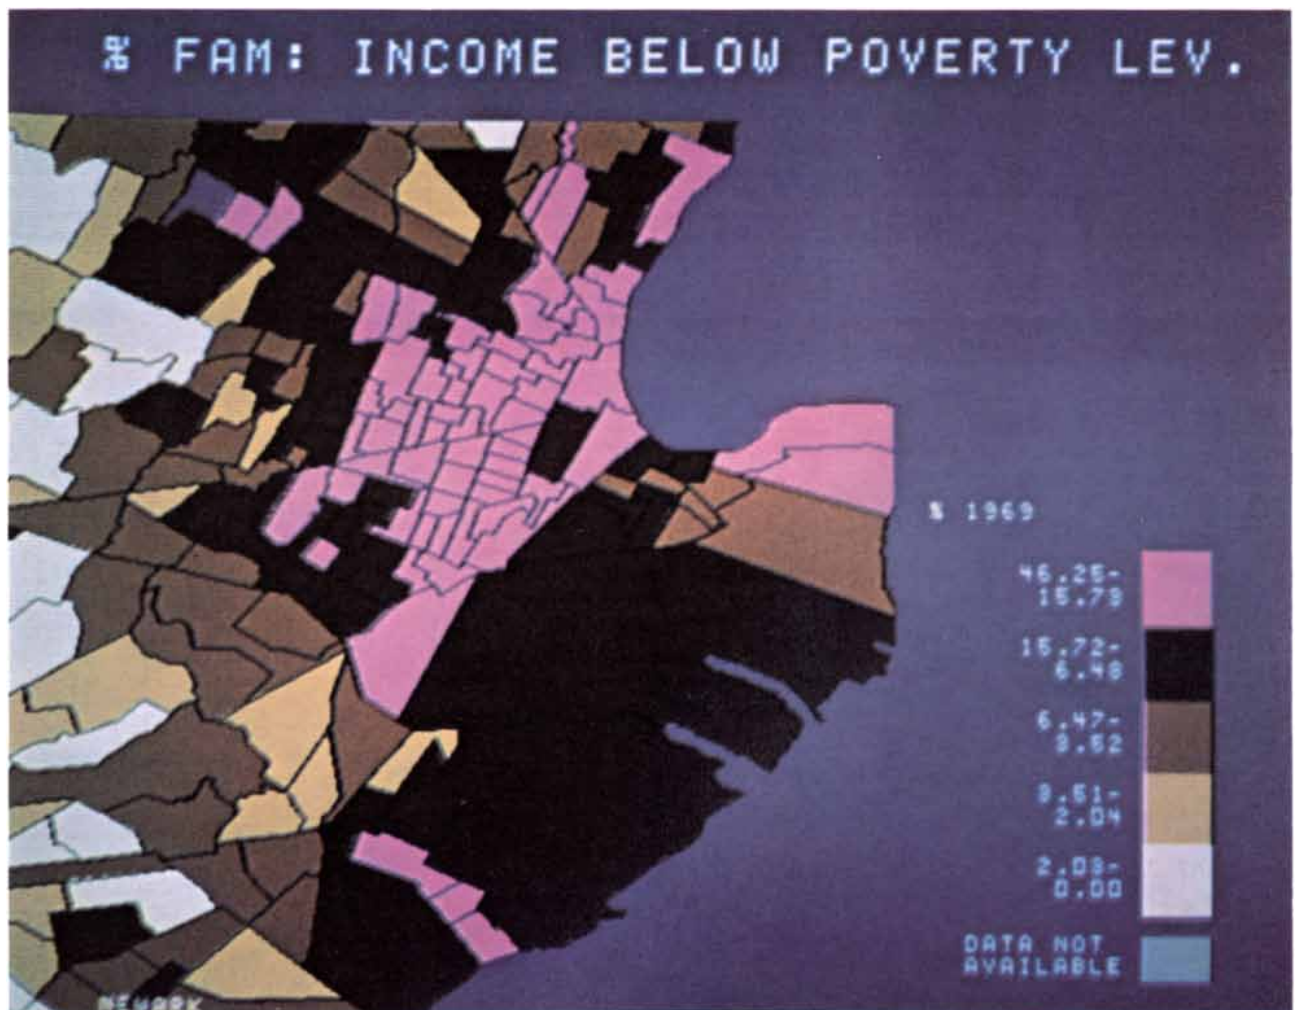 % FAM: INCOME BELOW POVERTY LEV.
% 1969
46.25-
15.73
15.72-
6.48
6.47-
3.52
3.51-
2.04
2.03-
0.00
DATA NOT
AVAILABLE
NEWARK